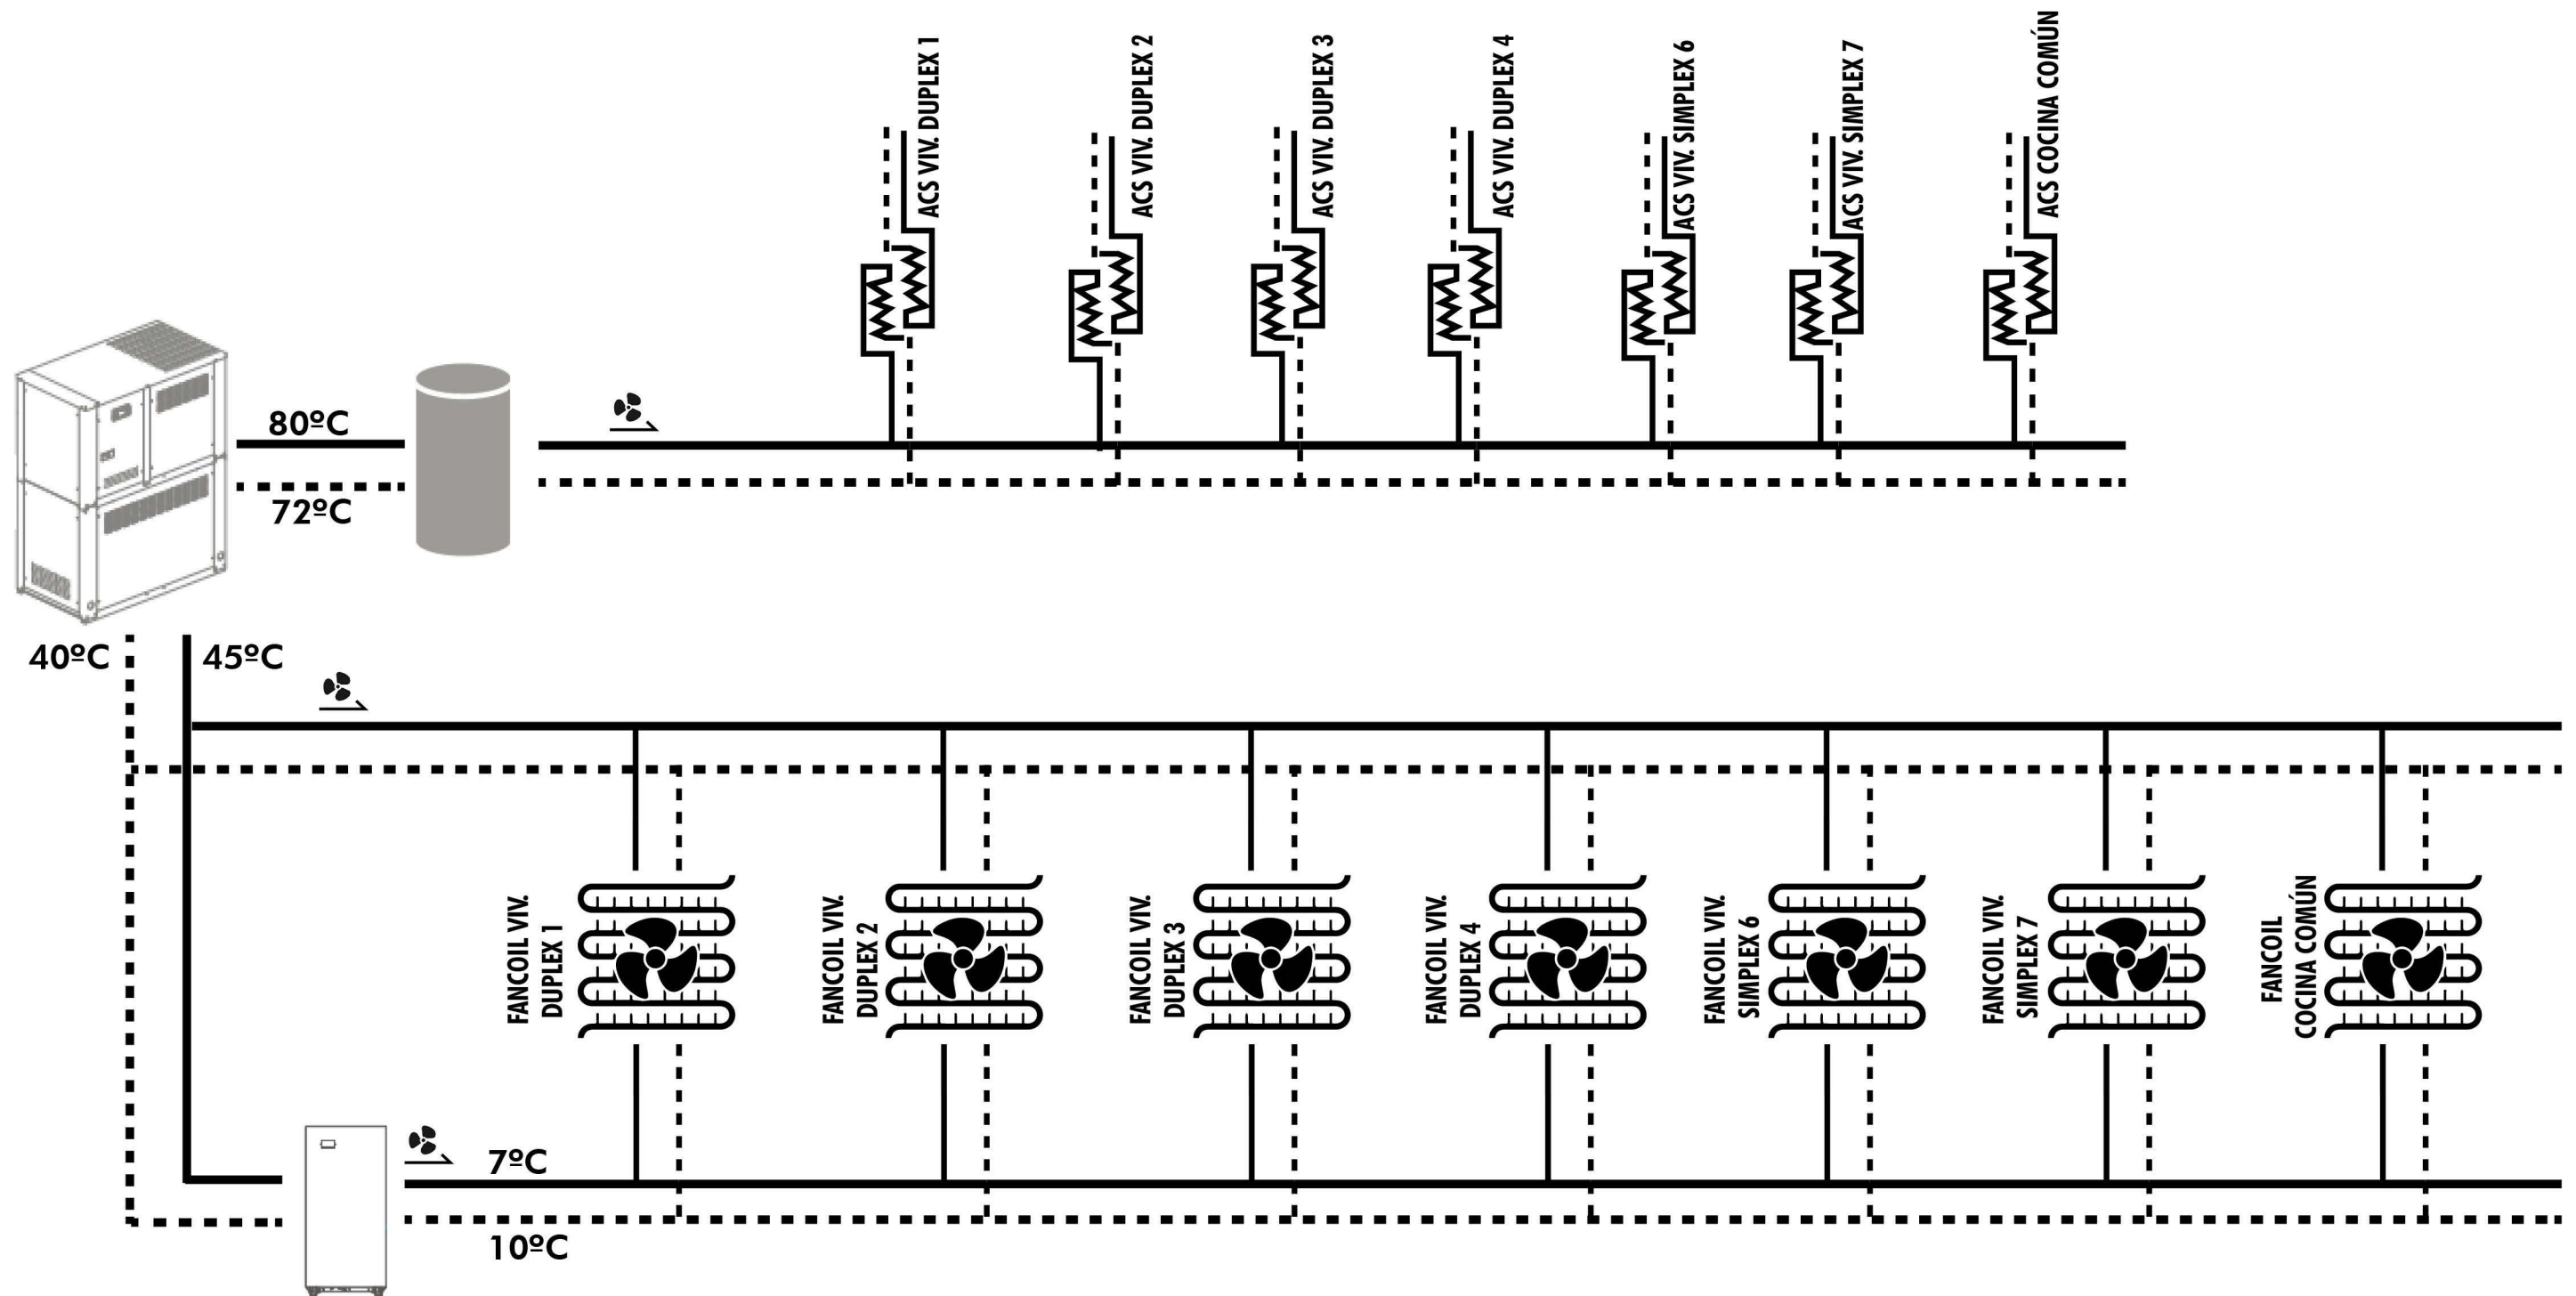 ACS VIV. DUPLEX 1
ACS VIV. DUPLEX 2
ACS VIV. DUPLEX 3
ACS VIV. DUPLEX 4
ACS VIV. SIMPLEX 6
ACS VIV. SIMPLEX 7
ACS COCINA COMÚN
80ºC
72ºC
40ºC
45ºC
FANCOIL VIV.
DUPLEX 1
FANCOIL VIV.
DUPLEX 2
FANCOIL VIV.
DUPLEX 3
FANCOIL VIV.
DUPLEX 4
FANCOIL VIV.
SIMPLEX 6
FANCOIL VIV.
SIMPLEX 7
FANCOIL
COCINA COMÚN
7ºC
10ºC